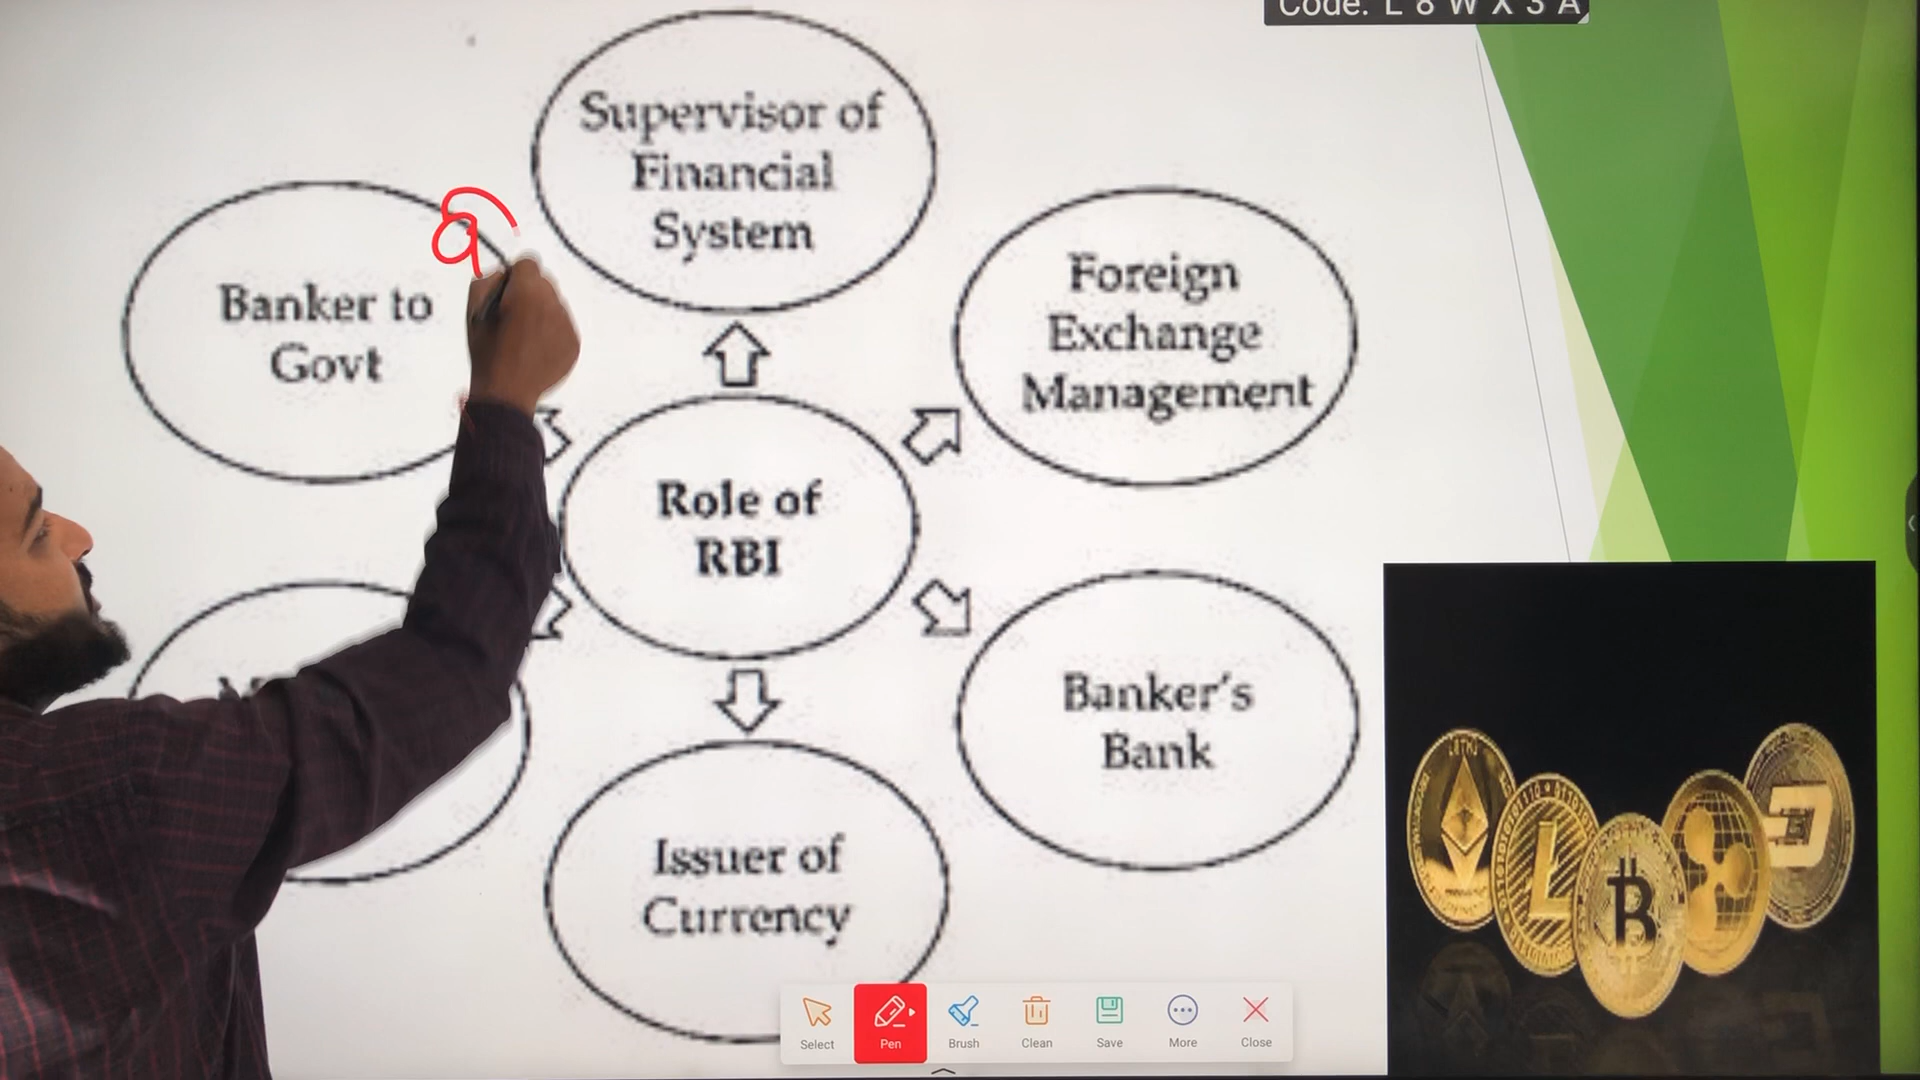 Code: L 8 W X 3 A
Supervisor of
Financial
System
Banker to
Govt
Foreign
Exchange
Management
Role of
RBI
Banker's
Bank
Issuer of
Currency
Select
Pen
Brush
Clean
Save
More
Close